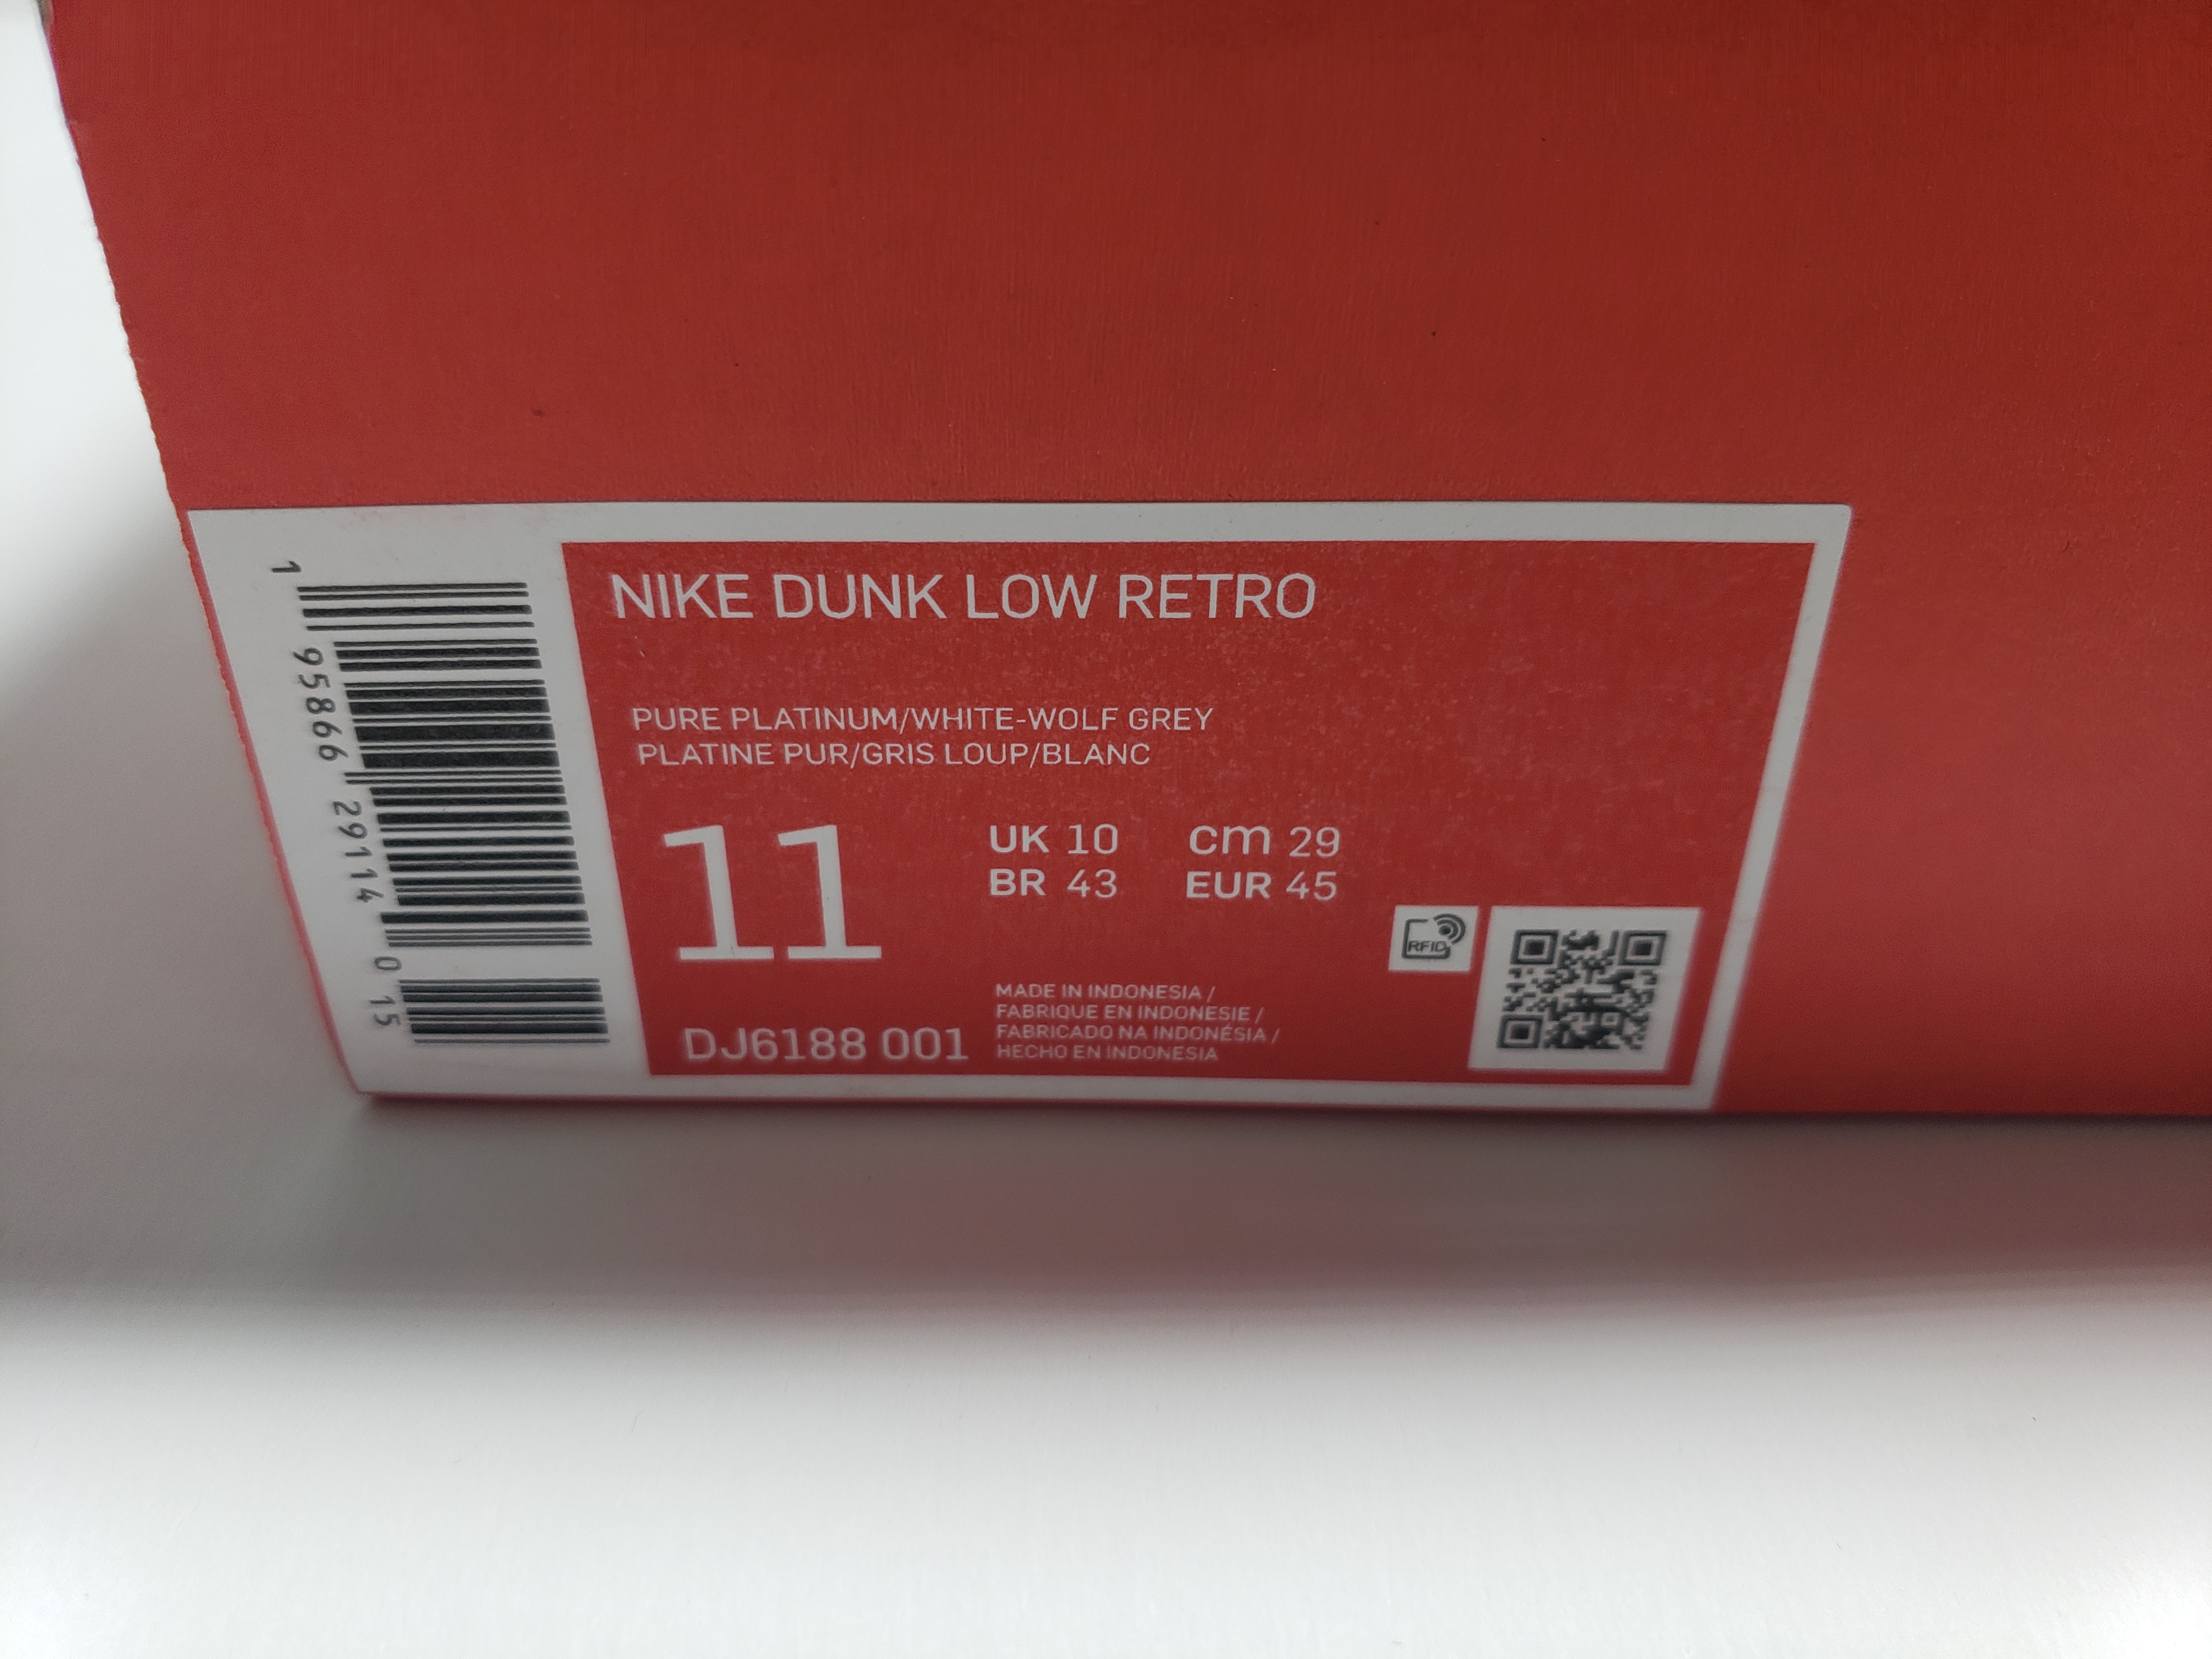 1 95866 29114 0 15
NIKE DUNK LOW RETRO
PURE PLATINUM/WHITE-WOLF GREY
PLATINE PUR/GRIS LOUP/BLANC
11
UK 10 cm 29
BR 43 EUR 45
RFID
DJ6188 001
MADE IN INDONESIA /
FABRIQUE EN INDONESIE /
FABRICADO NA INDONÉSIA /
HECHO EN INDONESIA